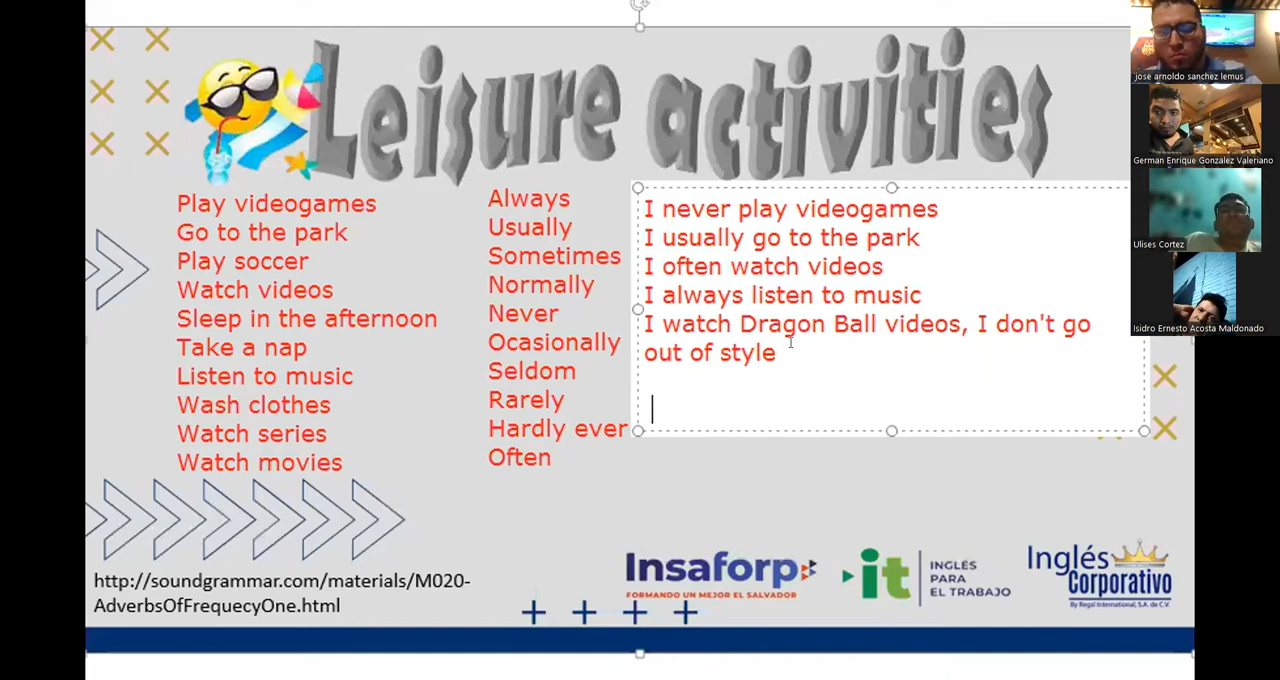 Leisure activities
Play videogames
Go to the park
Play soccer
Watch videos
Sleep in the afternoon
Take a nap
Listen to music
Wash clothes
Watch series
Watch movies
Always
Usually
Sometimes
Normally
Never
Ocasionally
Seldom
Rarely
Hardly ever
Often
I never play videogames
I usually go to the park
I often watch videos
I always listen to music
I watch Dragon Ball videos, I don't go
out of style
http://soundgrammar.com/materials/M020-
AdverbsOfFrequecyOne.html
Insaforp
FORMANDO UN MEJOR EL SALVADOR
it
INGLÉS
PARA
EL TRABAJO
Inglés
Corporativo
By Regal International, S.A. de C.V.
jose arnoldo sanchez lemus
German Enrique Gonzalez Valeriano
Ulises Cortez
Isidro Ernesto Acosta Maldonado